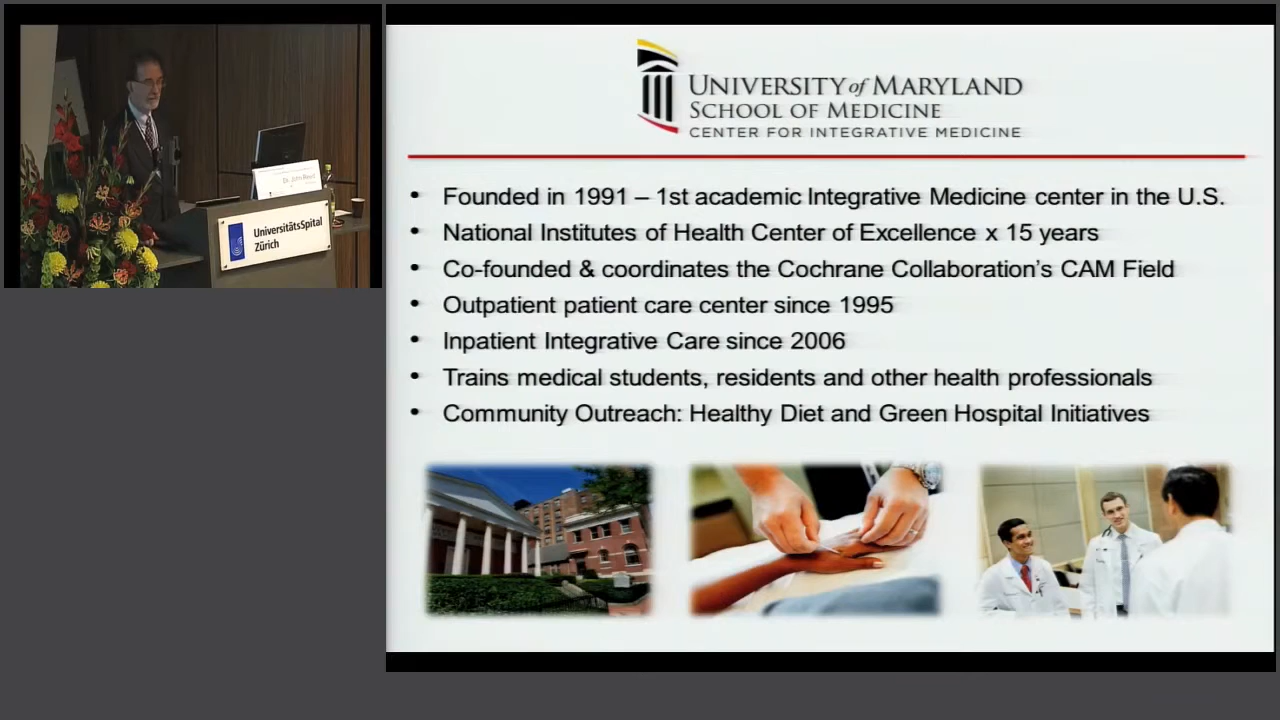 Dr. John Reed
UniversitätsSpital
Zürich
UNIVERSITY of MARYLAND
SCHOOL OF MEDICINE
CENTER FOR INTEGRATIVE MEDICINE
• Founded in 1991 – 1st academic Integrative Medicine center in the U.S.
• National Institutes of Health Center of Excellence x 15 years
• Co-founded & coordinates the Cochrane Collaboration's CAM Field
• Outpatient patient care center since 1995
• Inpatient Integrative Care since 2006
• Trains medical students, residents and other health professionals
• Community Outreach: Healthy Diet and Green Hospital Initiatives